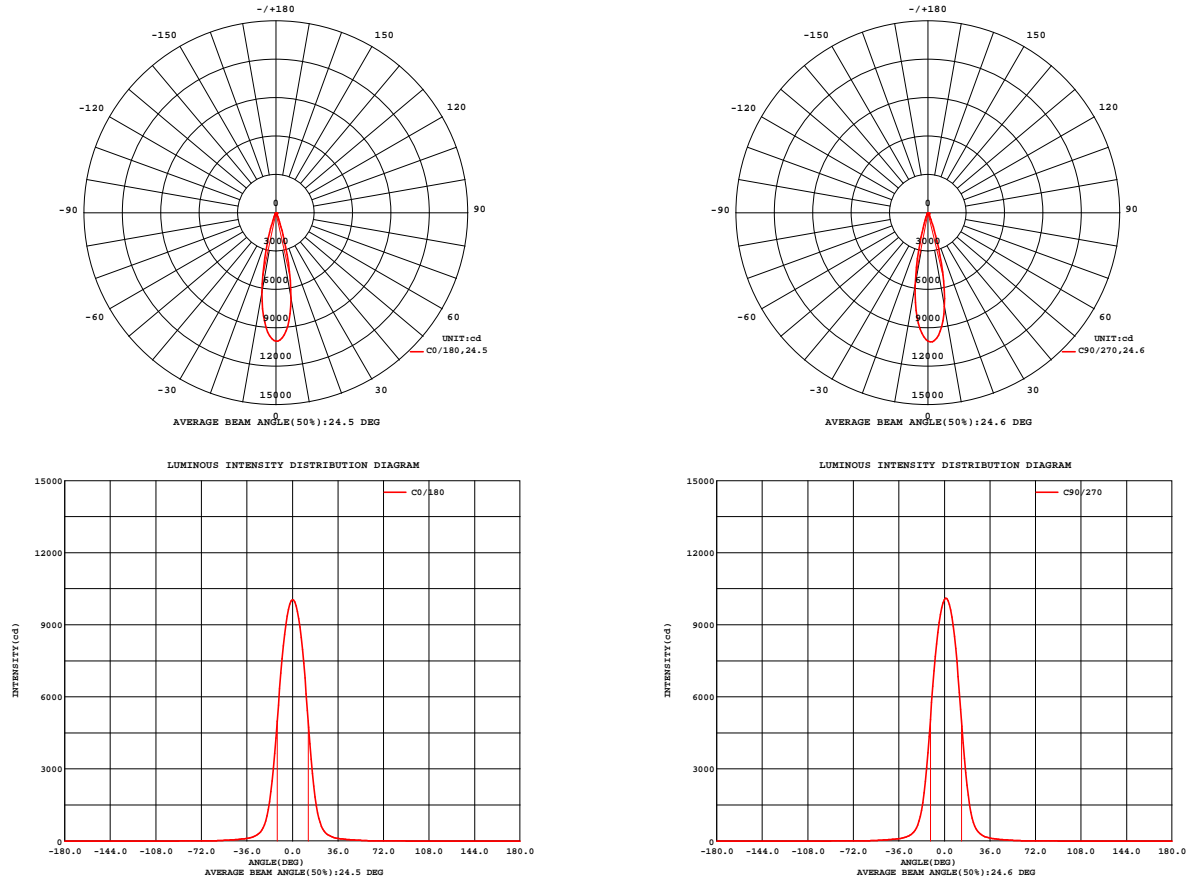 -/+180
-150 150
-120 120
-90 90
-60 60
-30 30
0
0
3000
6000
9000
12000
15000
UNIT:cd
C0/180,24.5
AVERAGE BEAM ANGLE(50%):24.5 DEG
-/+180
-150 150
-120 120
-90 90
-60 60
-30 30
0
0
3000
6000
9000
12000
15000
UNIT:cd
C90/270,24.6
AVERAGE BEAM ANGLE(50%):24.6 DEG
LUMINOUS INTENSITY DISTRIBUTION DIAGRAM
C0/180
15000
12000
9000
6000
3000
0
INTENSITY(cd)
-180.0 -144.0 -108.0 -72.0 -36.0 0.0 36.0 72.0 108.0 144.0 180.0
ANGLE(DEG)
AVERAGE BEAM ANGLE(50%):24.5 DEG
LUMINOUS INTENSITY DISTRIBUTION DIAGRAM
C90/270
15000
12000
9000
6000
3000
0
INTENSITY(cd)
-180.0 -144.0 -108.0 -72.0 -36.0 0.0 36.0 72.0 108.0 144.0 180.0
ANGLE(DEG)
AVERAGE BEAM ANGLE(50%):24.6 DEG